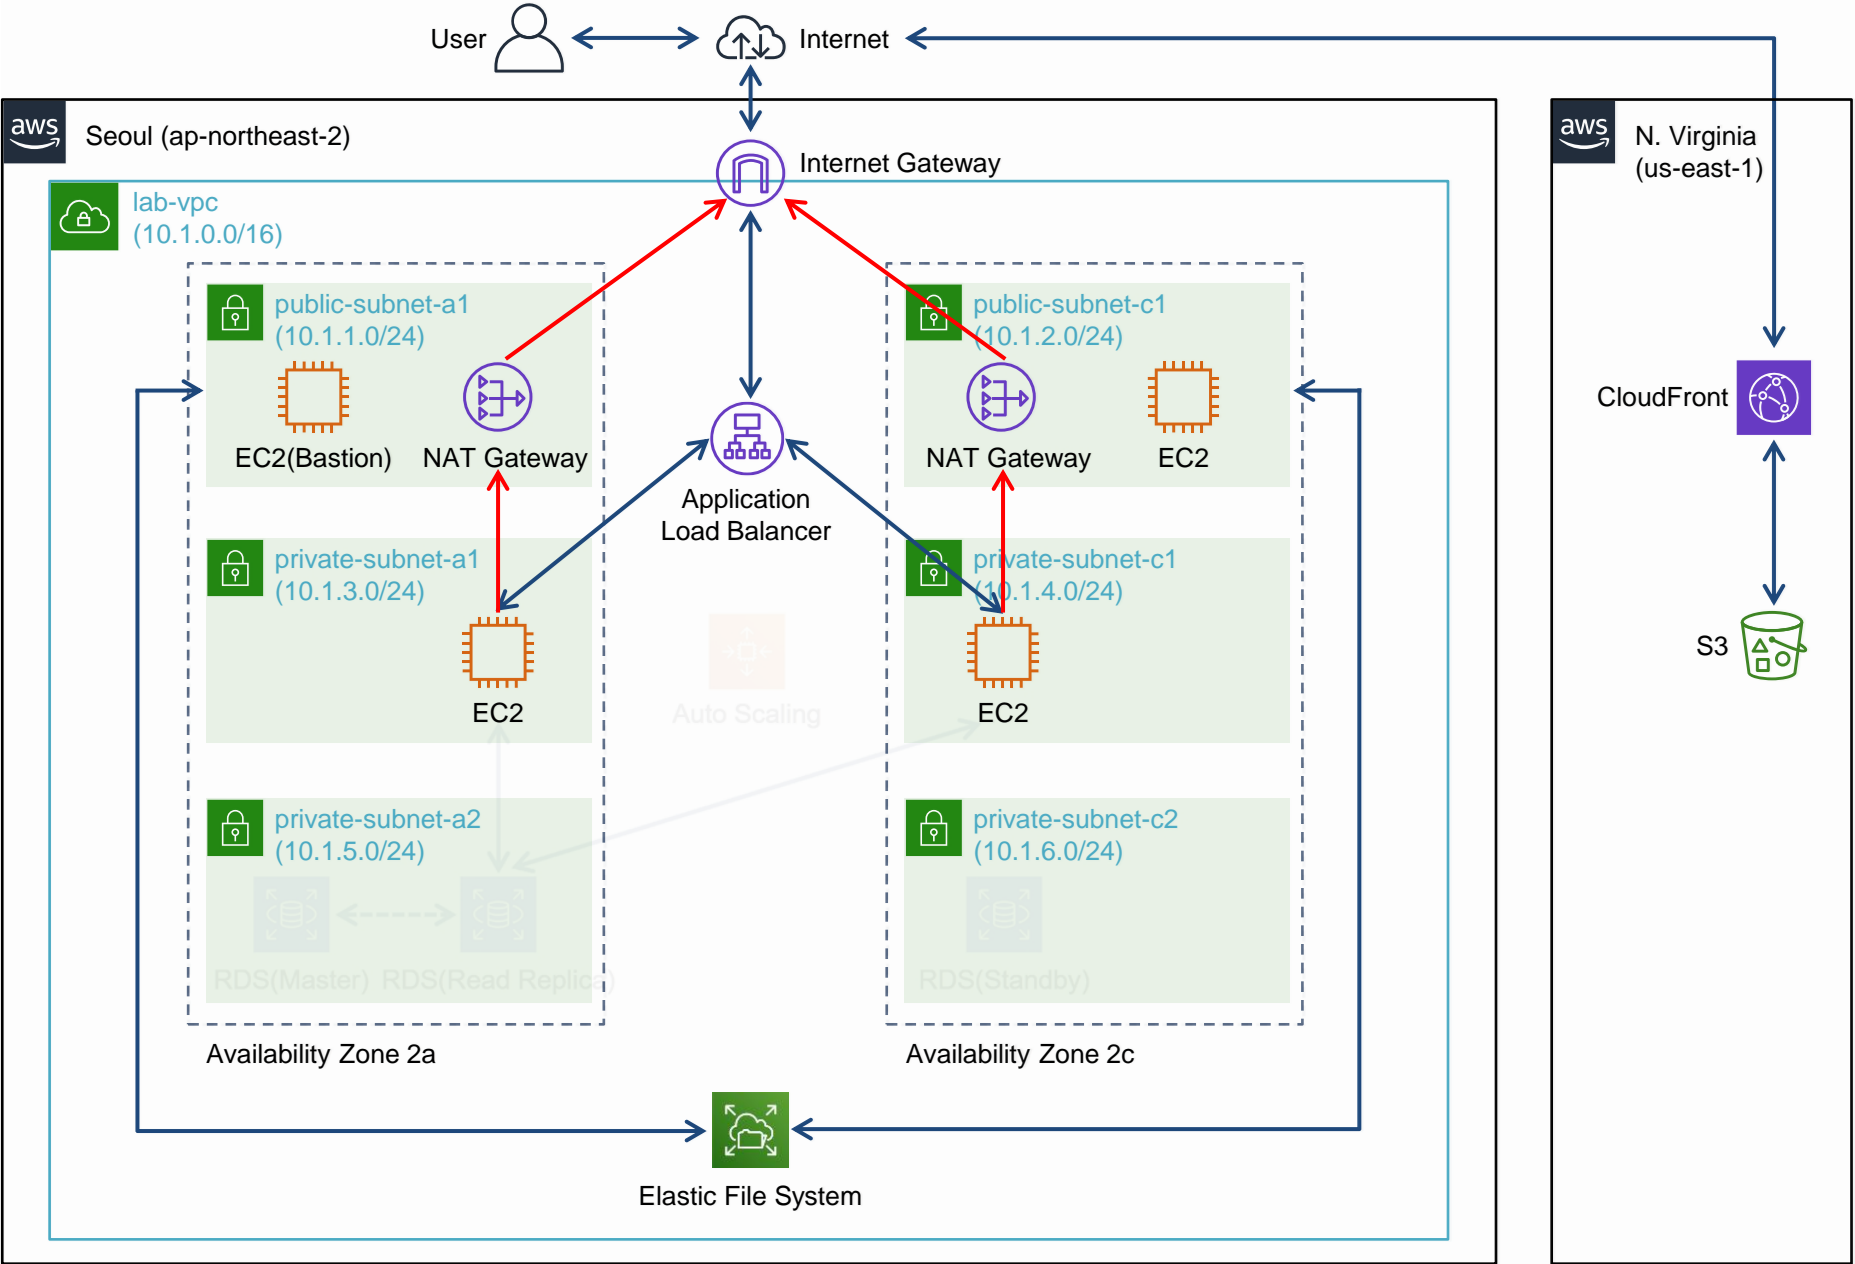 User
Internet
aws
Seoul (ap-northeast-2)
aws
N. Virginia
(us-east-1)
Internet Gateway
lab-vpc
(10.1.0.0/16)
public-subnet-a1
(10.1.1.0/24)
public-subnet-c1
(10.1.2.0/24)
EC2(Bastion)
NAT Gateway
NAT Gateway
EC2
CloudFront
Application
Load Balancer
private-subnet-a1
(10.1.3.0/24)
private-subnet-c1
(10.1.4.0/24)
S3
EC2
Auto Scaling
EC2
private-subnet-a2
(10.1.5.0/24)
private-subnet-c2
(10.1.6.0/24)
RDS(Master)
RDS(Read Replica)
RDS(Standby)
Availability Zone 2a
Availability Zone 2c
Elastic File System